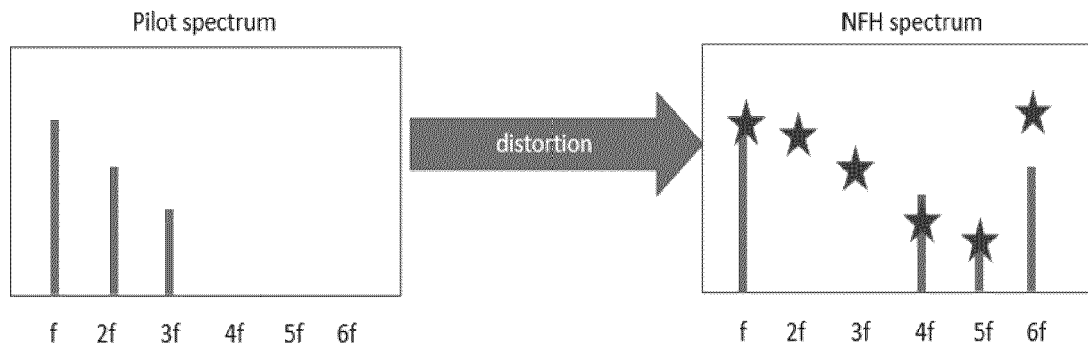 Pilot spectrum
NFH spectrum
distortion
f 2f 3f 4f 5f 6f
f 2f 3f 4f 5f 6f